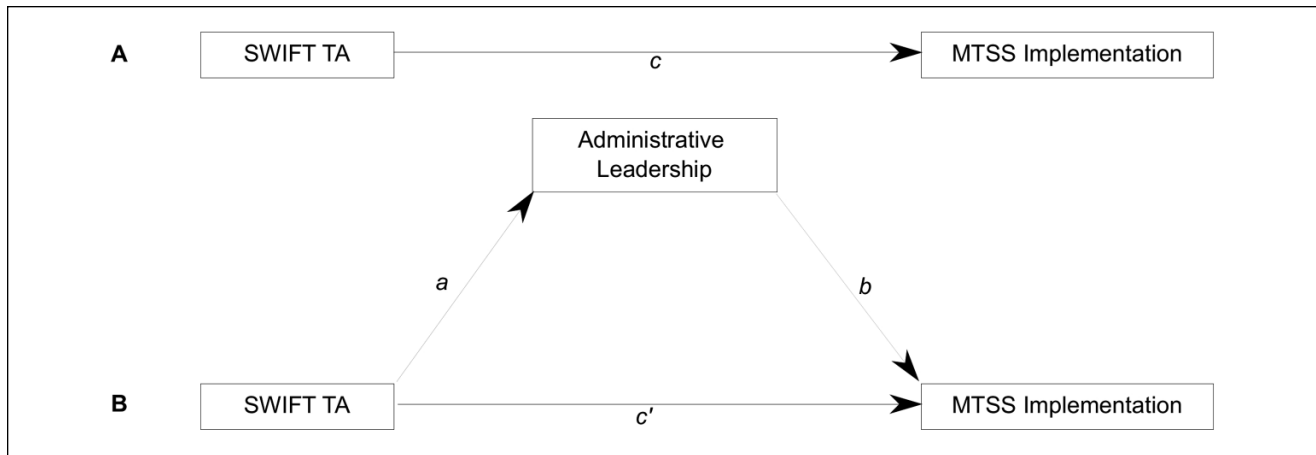 A
SWIFT TA
c
MTSS Implementation
Administrative
Leadership
a
b
B
SWIFT TA
c'
MTSS Implementation